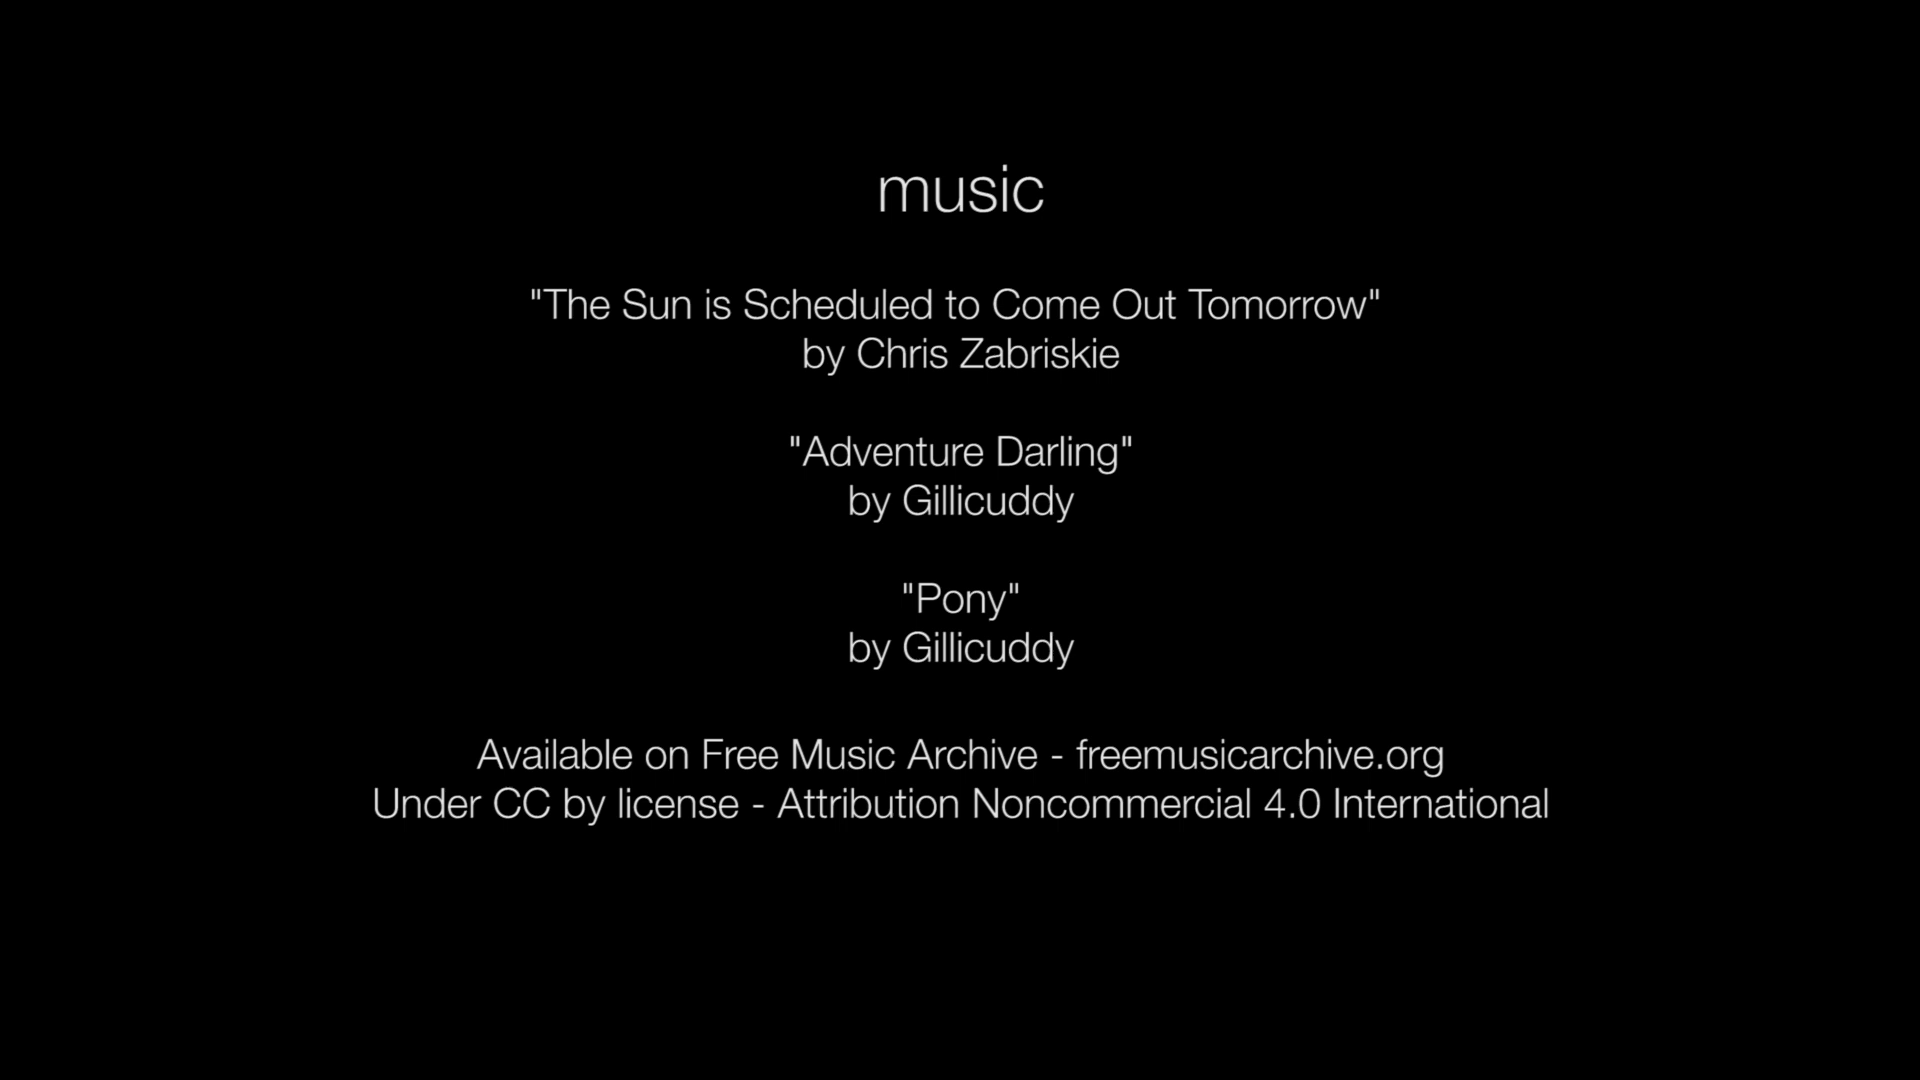 music
"The Sun is Scheduled to Come Out Tomorrow"
by Chris Zabriskie
"Adventure Darling"
by Gillicuddy
"Pony"
by Gillicuddy
Available on Free Music Archive - freemusicarchive.org
Under CC by license - Attribution Noncommercial 4.0 International